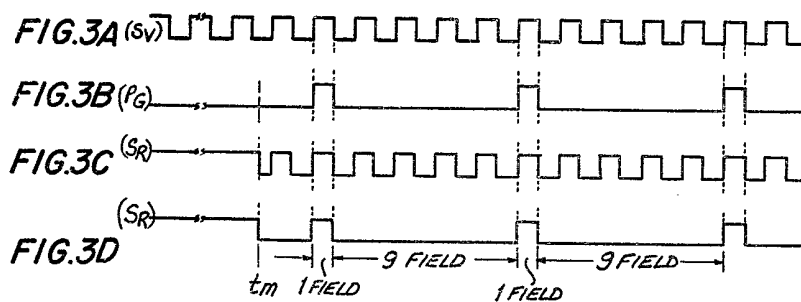 FIG.3A (SV)
FIG.3B (PG)
FIG.3C (SR)
FIG.3D (SR)
tm 1 FIELD 9 FIELD 1 FIELD 9 FIELD